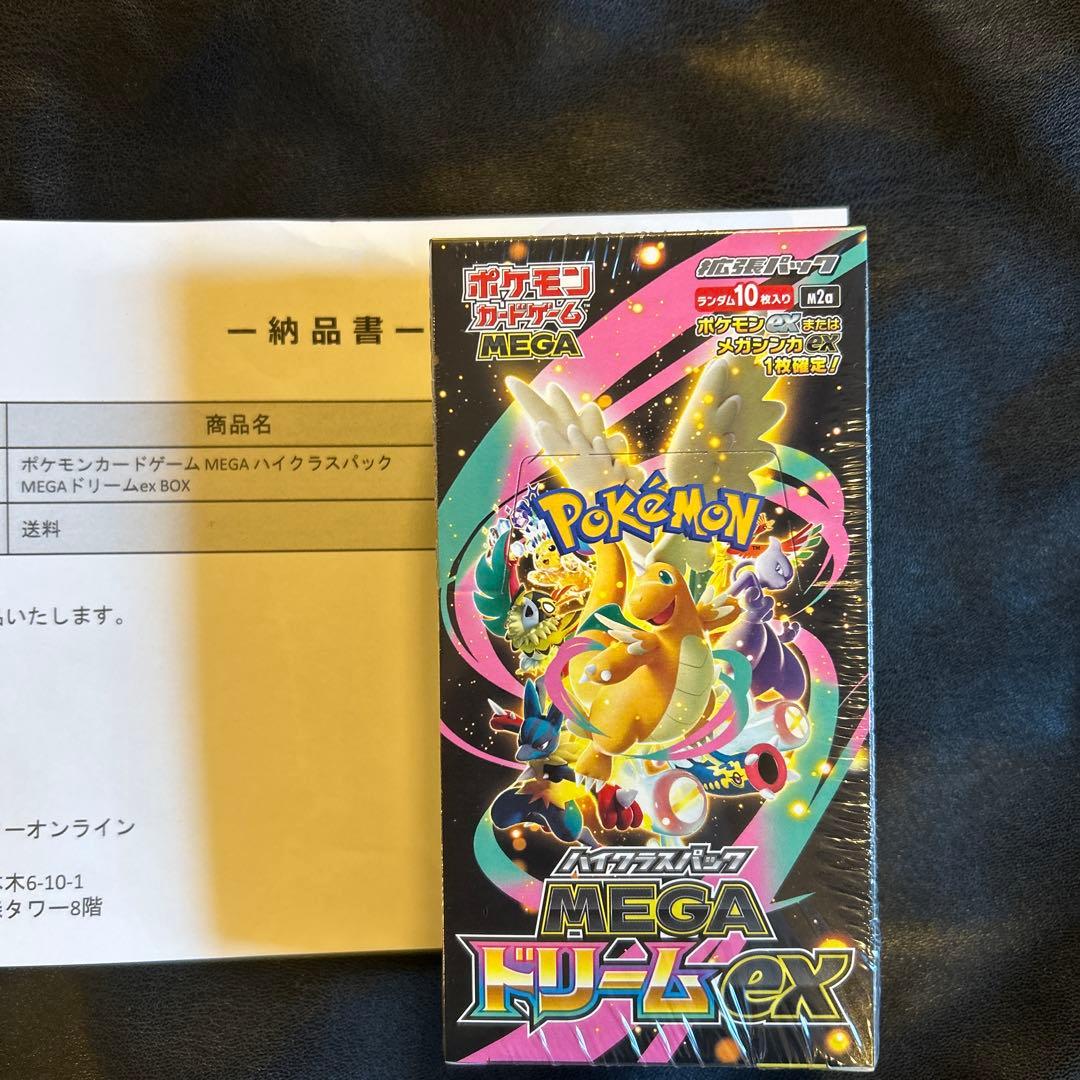 ー納品書ー
商品名
ポケモンカードゲーム MEGA ハイクラスパック
MEGAドリームex BOX
送料
いたします。
ーオンライン
木6-10-1
タワー8階
ポケモン
カードゲーム
MEGA
拡張パック
ランダム10枚入り M2a
ポケモンexまたは
メガシンカex
1枚確定!
POKéMON
ハイクラスパック
MEGA
ドリームex